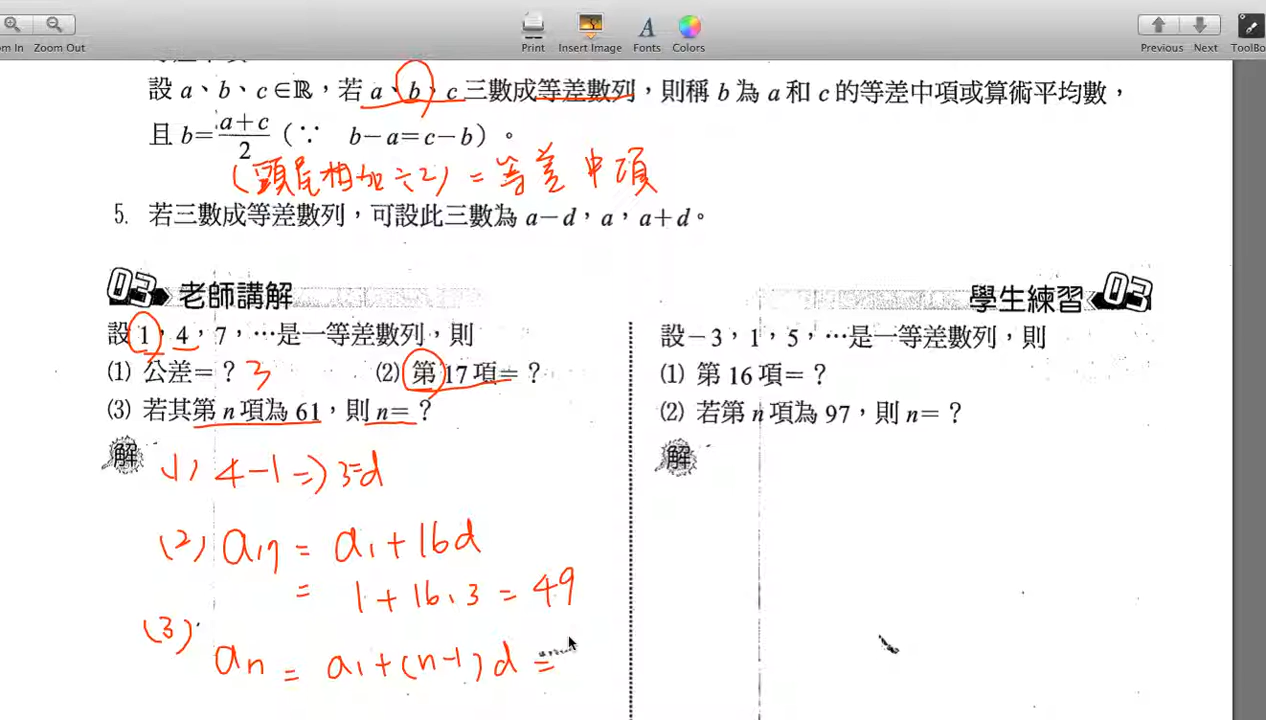 om In Zoom Out Print Insert Image Fonts Colors Previous Next ToolBo
設 a、b、c∈ℝ,若 a、b、c 三數成等差數列,則稱 b 為 a 和 c 的等差中項或算術平均數,
且 b=\frac{a+c}{2}(∵ b-a=c-b)。
(頭尾相加÷2)=等差中項
5. 若三數成等差數列,可設此三數為 a-d,a,a+d。
03 老師講解
設 1,4,7,…是一等差數列,則
(1) 公差=? 3 (2) 第 17 項=?
(3) 若其第 n 項為 61,則 n=?
解
(1) 4-1=)3=d
(2) a17 = a1+16d
= 1+16.3=49
(3)
an = a1+(n-1)d=
學生練習 03
設-3,1,5,…是一等差數列,則
(1) 第 16 項=?
(2) 若第 n 項為 97,則 n=?
解